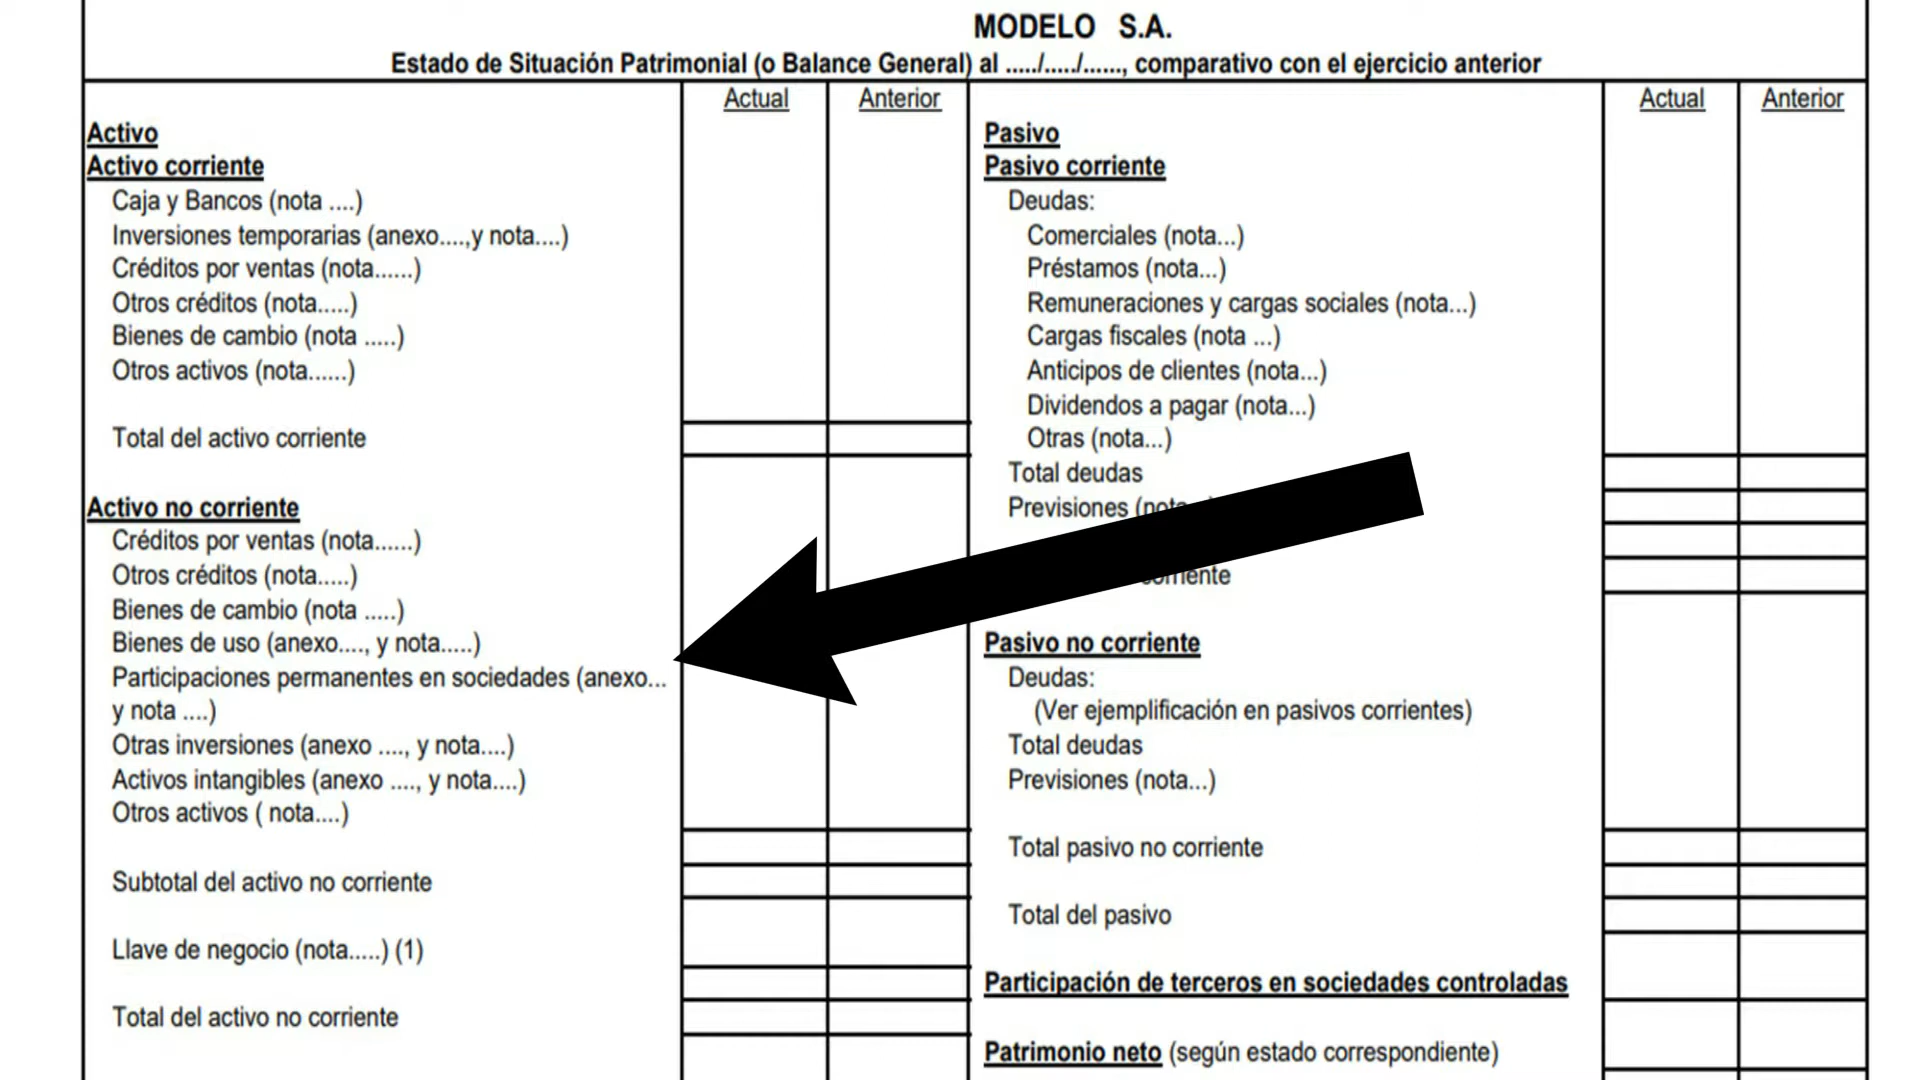 MODELO S.A.
Estado de Situación Patrimonial (o Balance General) al ...../...../......, comparativo con el ejercicio anterior
Actual Anterior
Activo
Activo corriente
Caja y Bancos (nota ....)
Inversiones temporarias (anexo....,y nota....)
Créditos por ventas (nota......)
Otros créditos (nota.....)
Bienes de cambio (nota .....)
Otros activos (nota......)
Total del activo corriente
Activo no corriente
Créditos por ventas (nota......)
Otros créditos (nota.....)
Bienes de cambio (nota .....)
Bienes de uso (anexo...., y nota.....)
Participaciones permanentes en sociedades (anexo...
y nota ....)
Otras inversiones (anexo ...., y nota....)
Activos intangibles (anexo ...., y nota....)
Otros activos ( nota....)
Subtotal del activo no corriente
Llave de negocio (nota.....) (1)
Total del activo no corriente
Actual Anterior
Pasivo
Pasivo corriente
Deudas:
Comerciales (nota...)
Préstamos (nota...)
Remuneraciones y cargas sociales (nota...)
Cargas fiscales (nota ...)
Anticipos de clientes (nota...)
Dividendos a pagar (nota...)
Otras (nota...)
Total deudas
Previsiones (nota
corriente
Pasivo no corriente
Deudas:
(Ver ejemplificación en pasivos corrientes)
Total deudas
Previsiones (nota...)
Total pasivo no corriente
Total del pasivo
Participación de terceros en sociedades controladas
Patrimonio neto (según estado correspondiente)